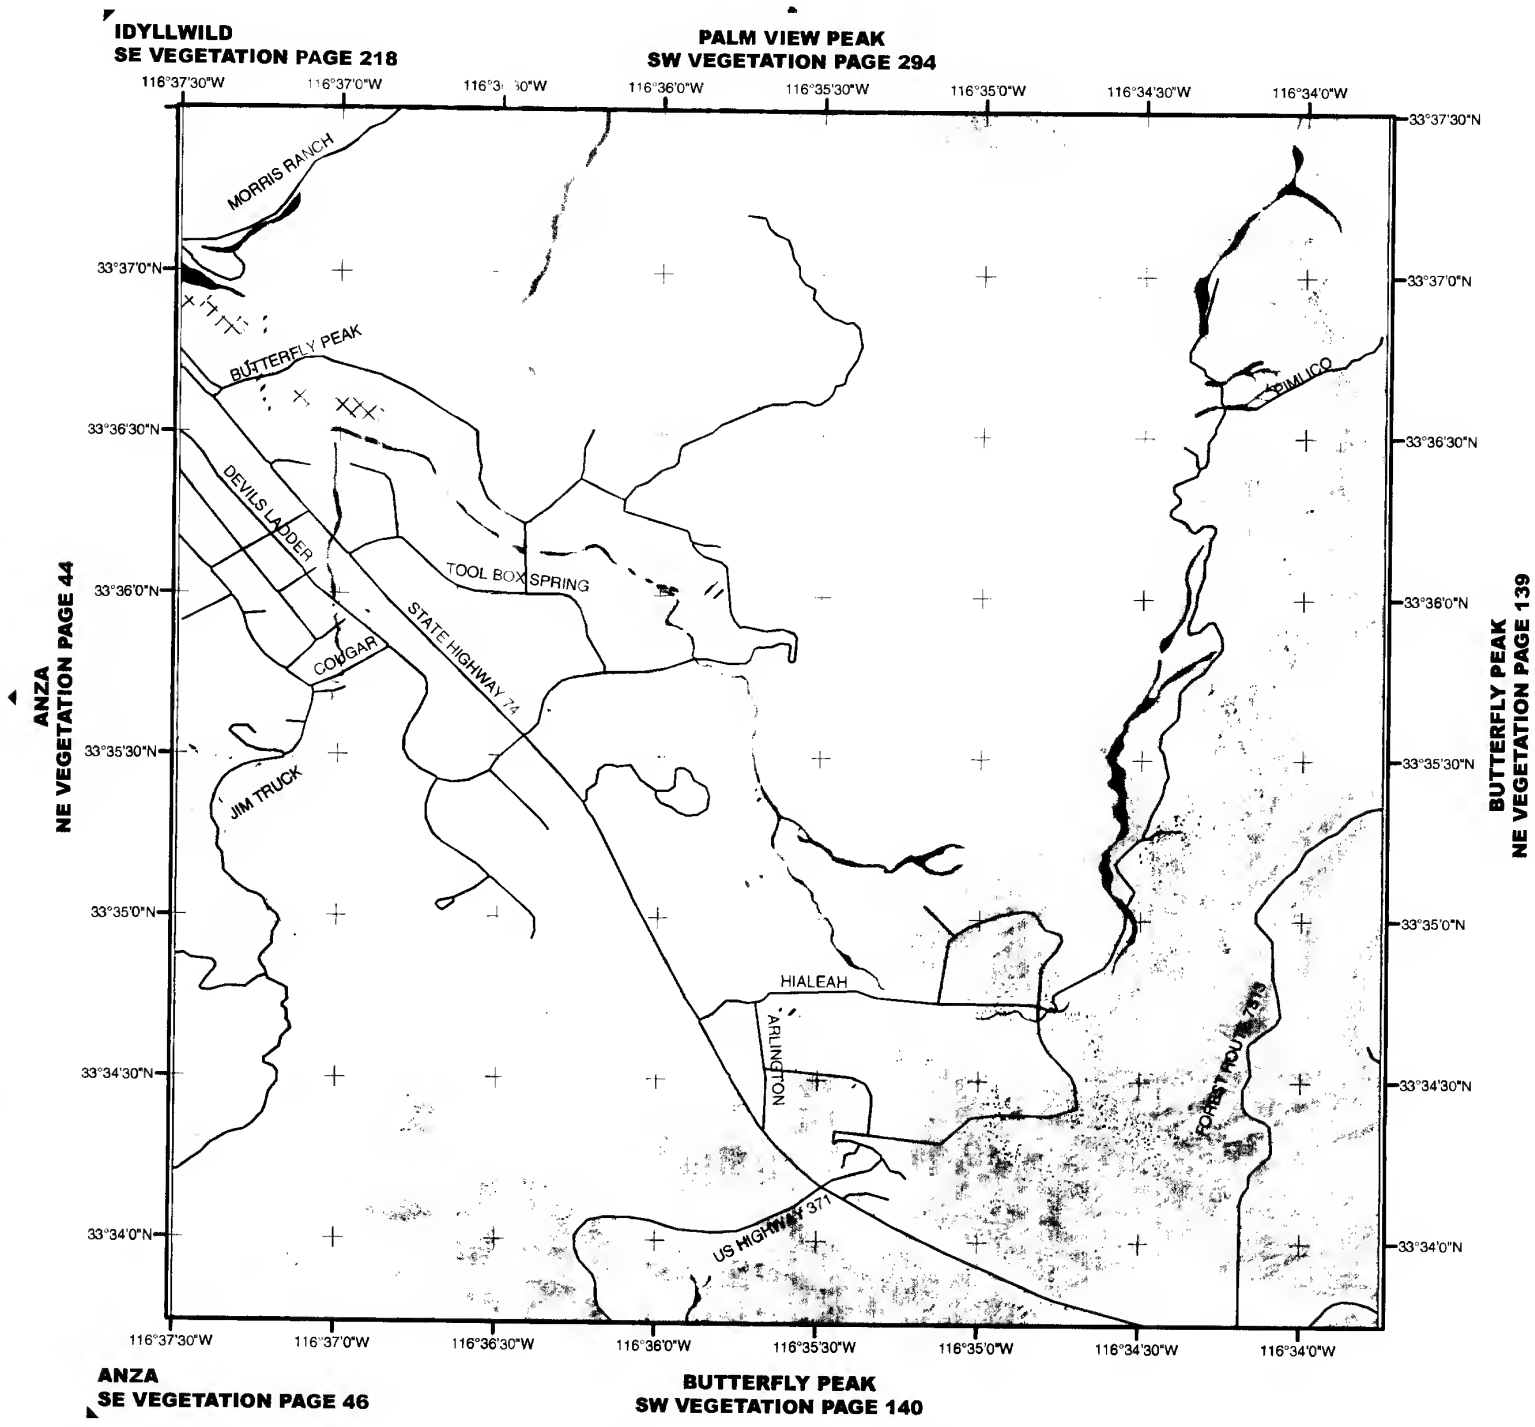 IDYLLWILD
SE VEGETATION PAGE 218
PALM VIEW PEAK
SW VEGETATION PAGE 294
116°37'30"W
116°37'0"W
116°36'0"W
116°35'30"W
116°35'0"W
116°34'30"W
116°34'0"W
33°37'30"N
MORRIS RANCH
33°37'0"N
33°37'0"N
BUTTERFLY PEAK
PIMLICO
33°36'30"N
33°36'30"N
DEVILS LADDER
TOOL BOX SPRING
33°36'0"N
33°36'0"N
STATE HIGHWAY 74
COUGAR
ANZA
NE VEGETATION PAGE 44
BUTTERFLY PEAK
NE VEGETATION PAGE 139
33°35'30"N
33°35'30"N
JIM TRUCK
33°35'0"N
33°35'0"N
HIALEAH
ARLINGTON
FOREST ROUTE
33°34'30"N
33°34'30"N
US HIGHWAY 371
33°34'0"N
33°34'0"N
116°37'30"W
116°37'0"W
116°36'30"W
116°36'0"W
116°35'30"W
116°35'0"W
116°34'30"W
116°34'0"W
ANZA
SE VEGETATION PAGE 46
BUTTERFLY PEAK
SW VEGETATION PAGE 140